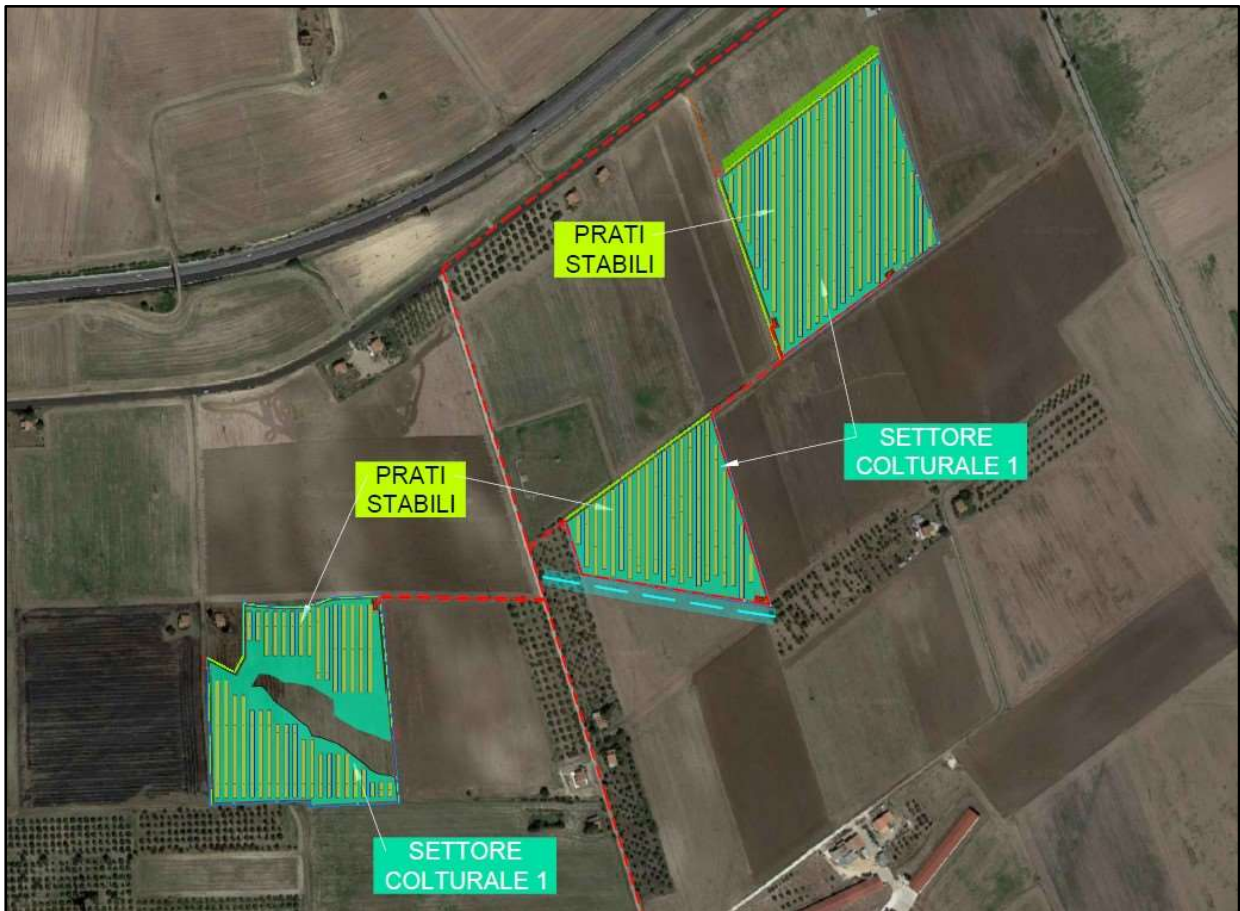 PRATI
STABILI
SETTORE
COLTURALE 1
PRATI
STABILI
SETTORE
COLTURALE 1